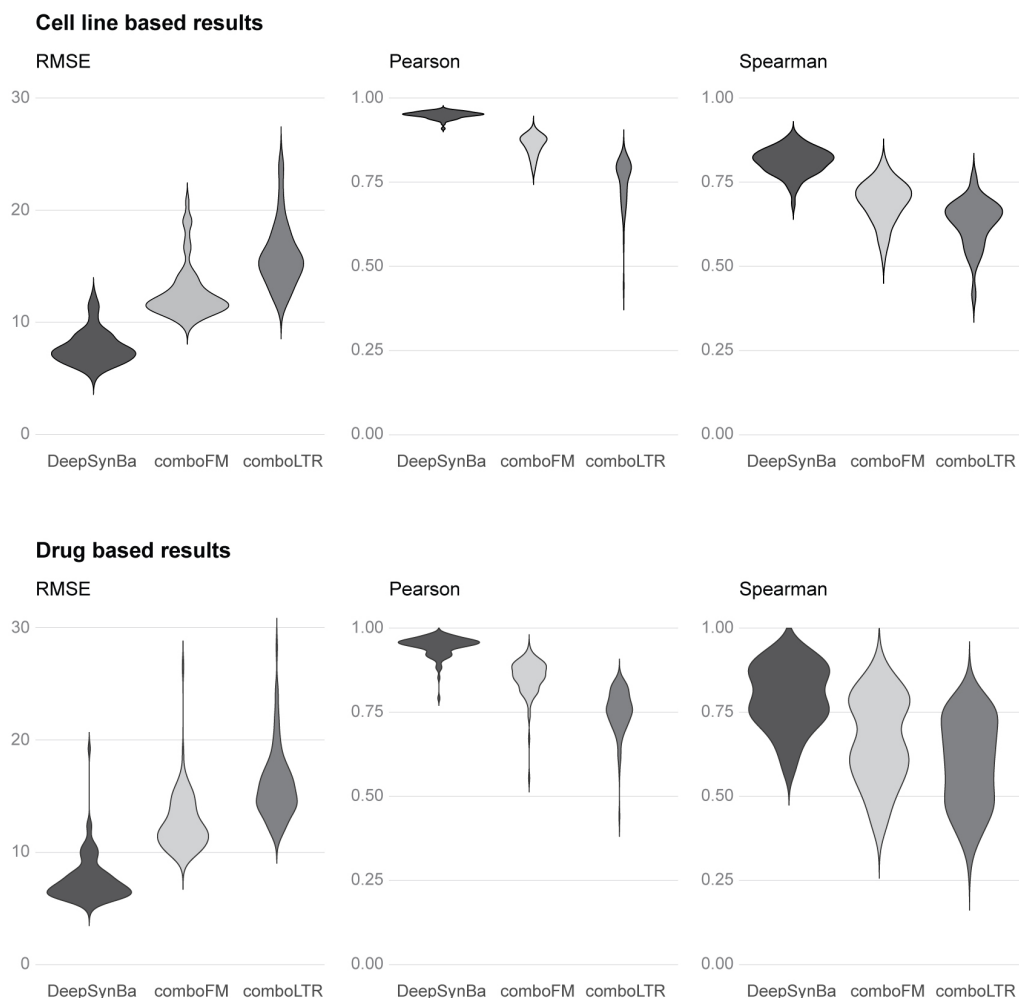 Cell line based results
RMSE Pearson Spearman
30 1.00 1.00
20 0.75 0.75
0.50 0.50
10 0.25 0.25
0 0.00 0.00
DeepSynBa comboFM comboLTR DeepSynBa comboFM comboLTR DeepSynBa comboFM comboLTR
Drug based results
RMSE Pearson Spearman
30 1.00 1.00
20 0.75 0.75
0.50 0.50
10 0.25 0.25
0 0.00 0.00
DeepSynBa comboFM comboLTR DeepSynBa comboFM comboLTR DeepSynBa comboFM comboLTR